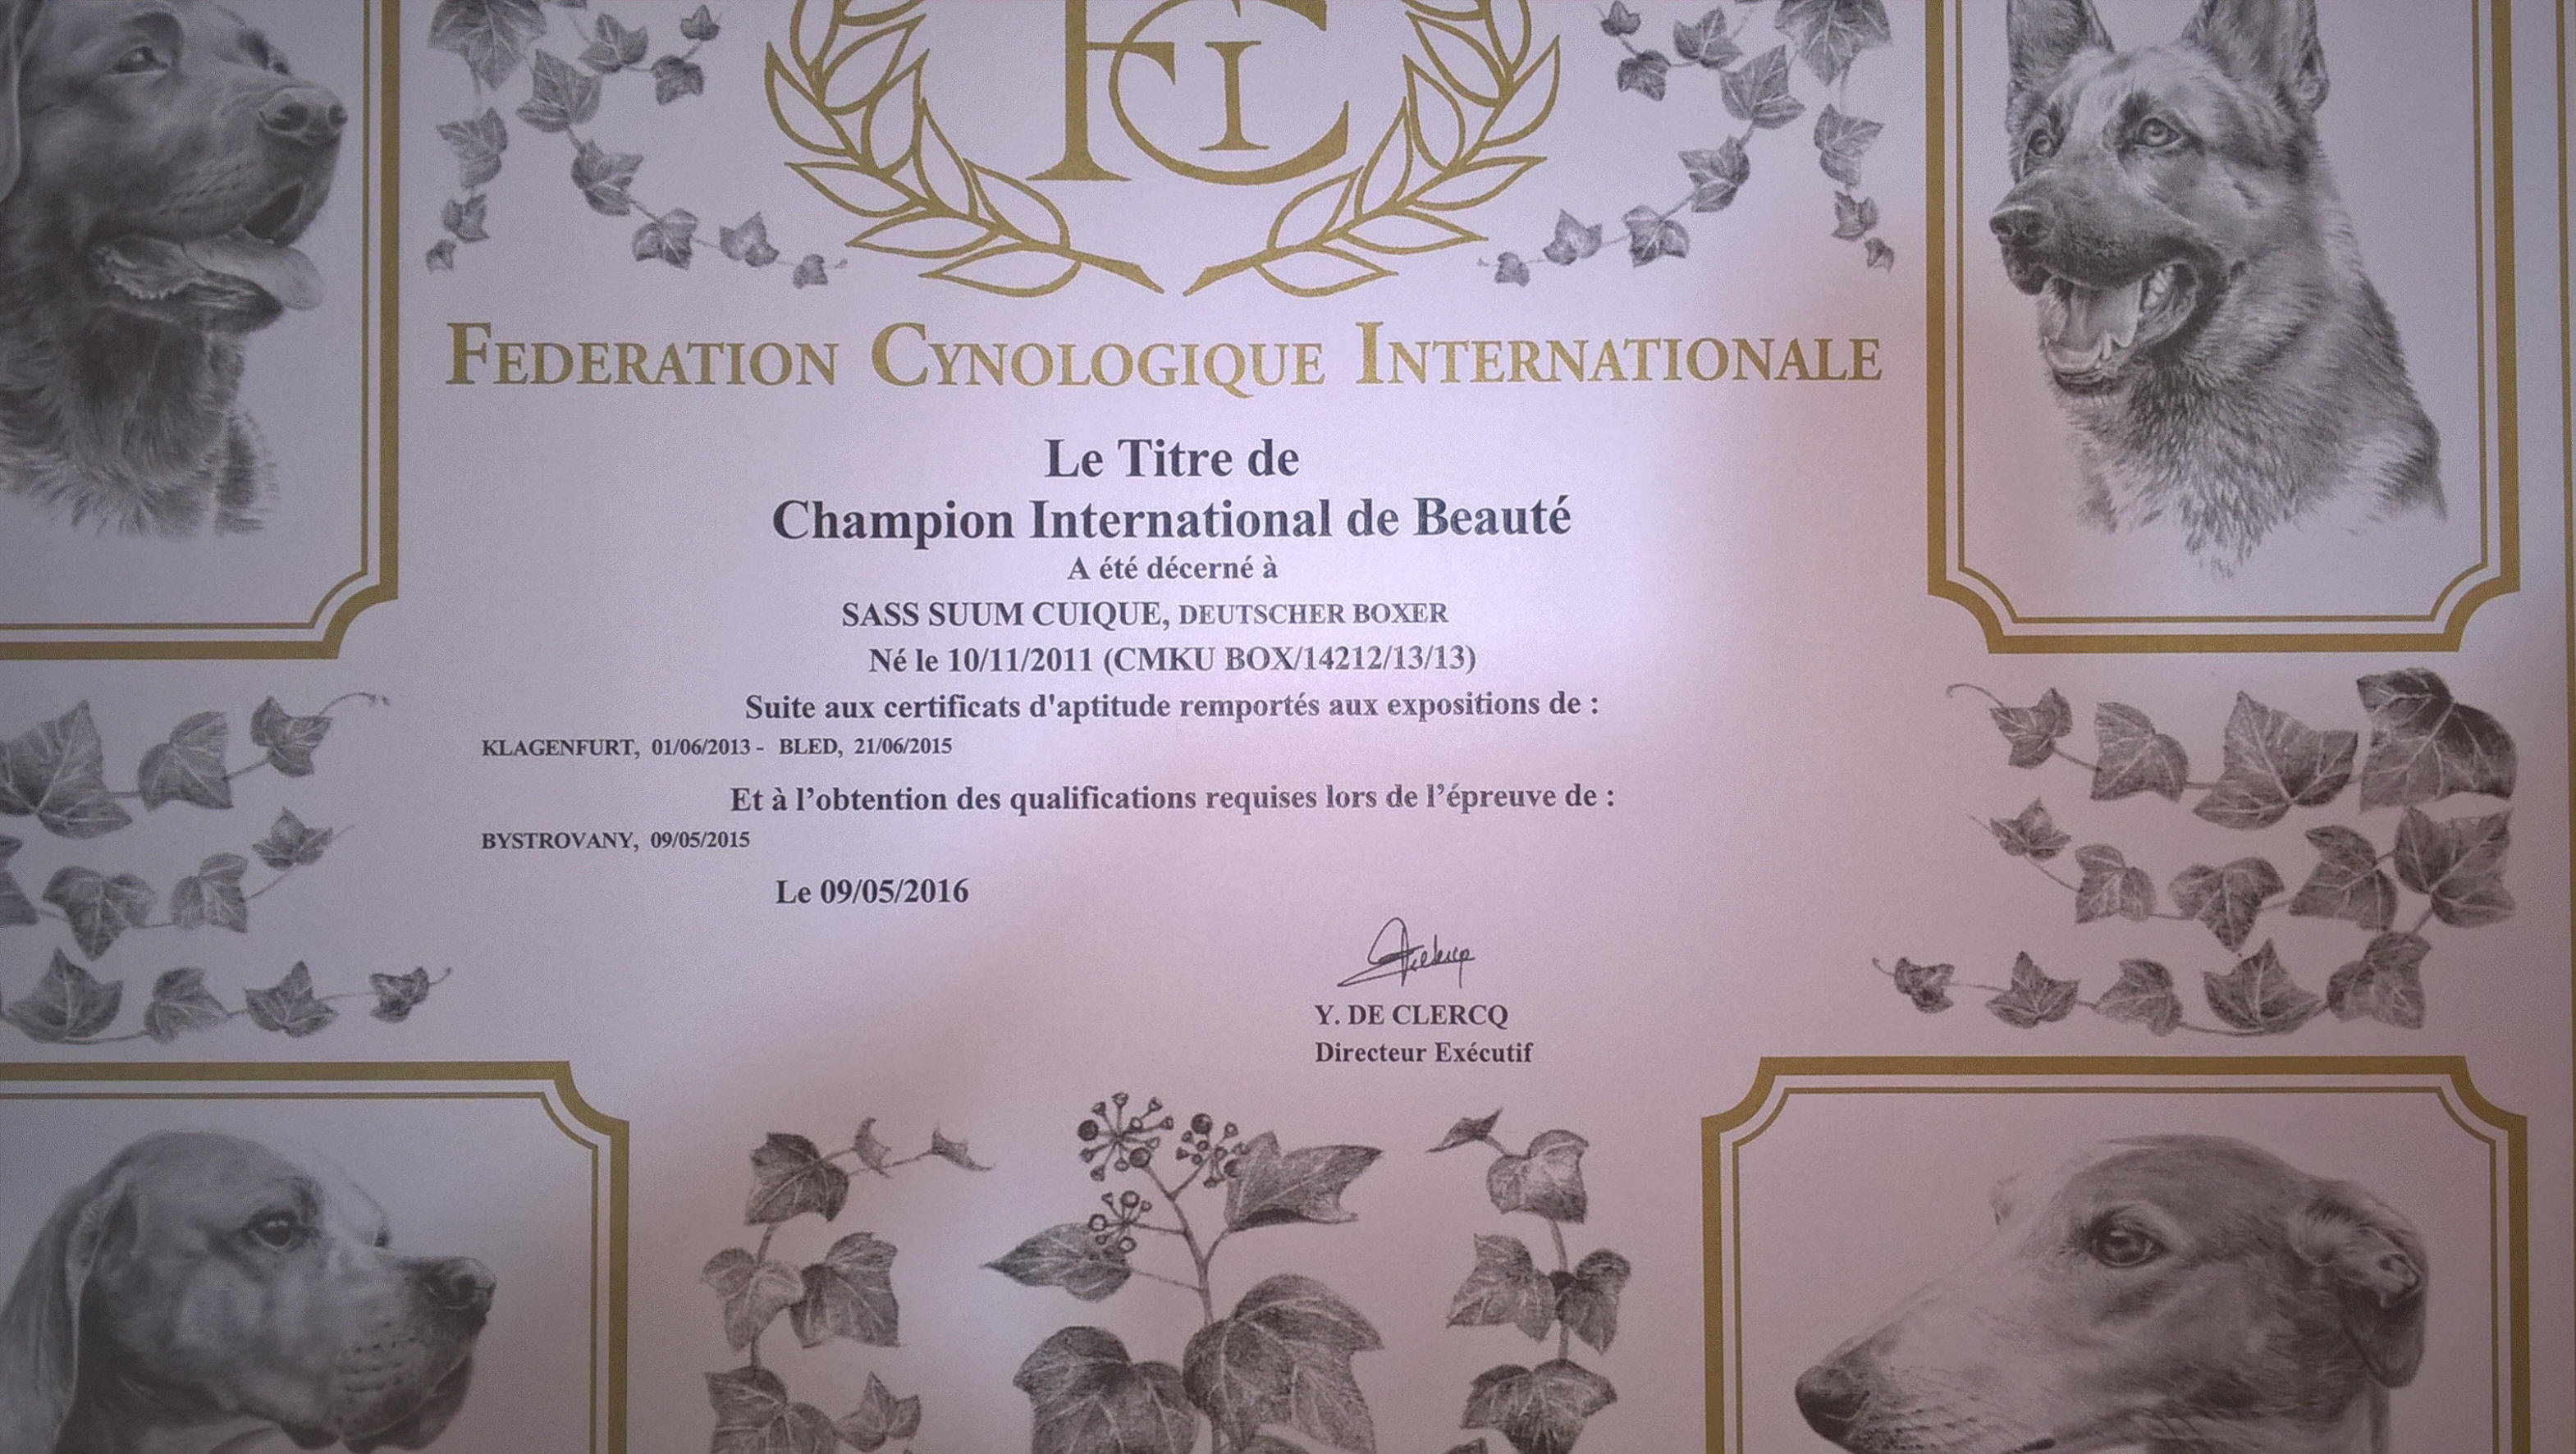 FCI
FEDERATION CYNOLOGIQUE INTERNATIONALE
Le Titre de
Champion International de Beauté
A été décerné à
SASS SUUM CUIQUE, DEUTSCHER BOXER
Né le 10/11/2011 (CMKU BOX/14212/13/13)
Suite aux certificats d'aptitude remportés aux expositions de :
KLAGENFURT, 01/06/2013 - BLED, 21/06/2015
Et à l’obtention des qualifications requises lors de l’épreuve de :
BYSTROVANY, 09/05/2015
Le 09/05/2016
Y. DE CLERCQ
Directeur Exécutif